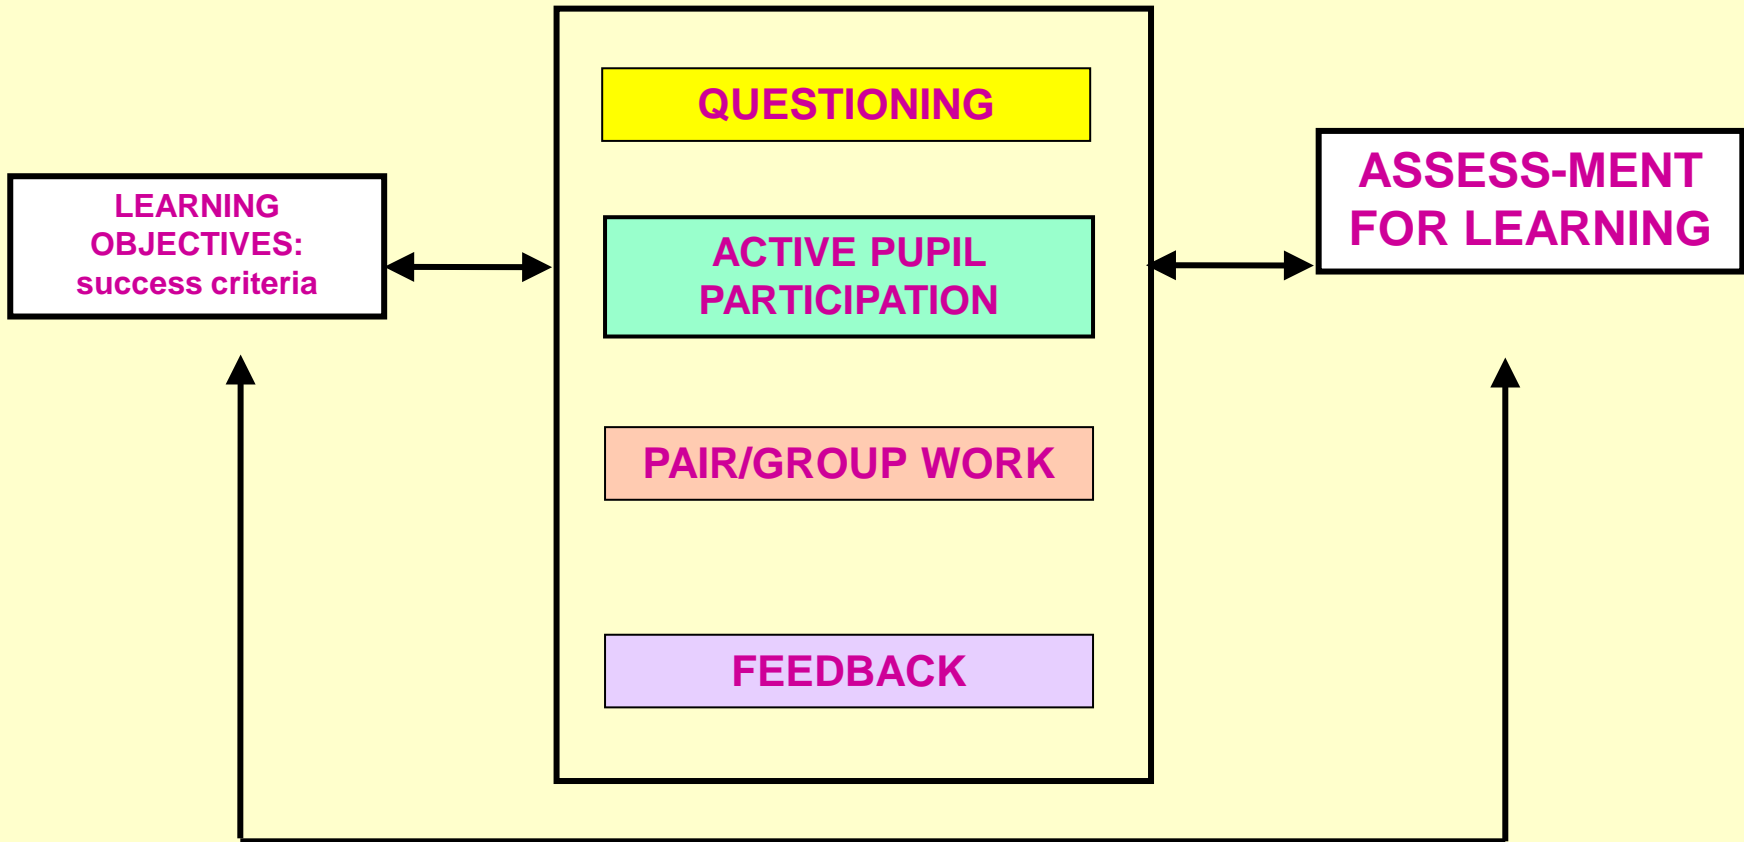 QUESTIONING
LEARNING
OBJECTIVES:
success criteria
ACTIVE PUPIL
PARTICIPATION
PAIR/GROUP WORK
FEEDBACK
ASSESS-MENT
FOR LEARNING